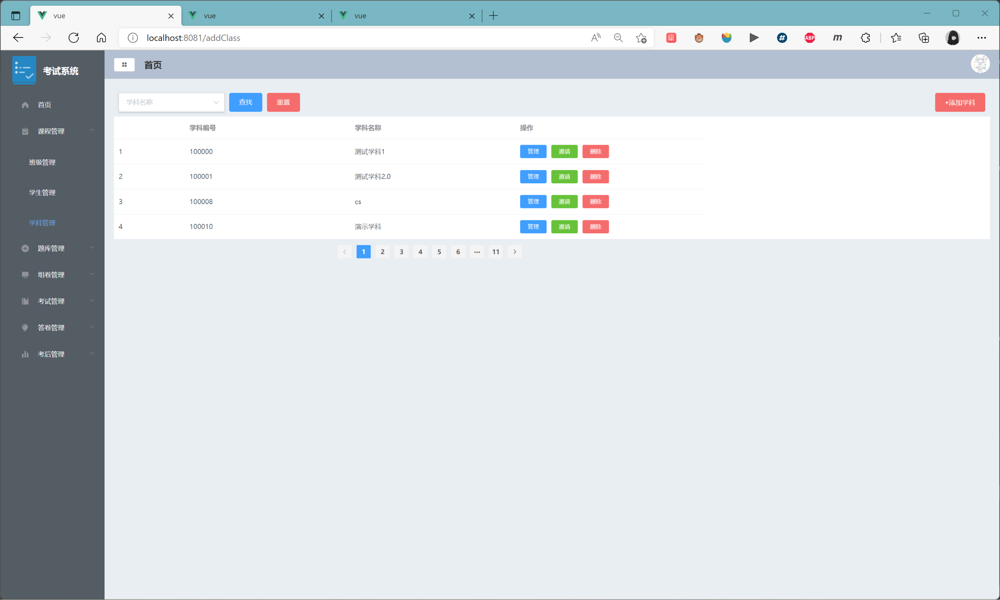 vue
vue
vue
localhost:8081/addClass
惠
#
ABP
m
考试系统
首页
首页
课程管理
班级管理
学生管理
学科管理
题库管理
组卷管理
考试管理
答卷管理
考后管理
学科名称 查找 重置 +添加学科
学科编号 学科名称 操作
1 100000 测试学科1 管理 邀请 删除
2 100001 测试学科2.0 管理 邀请 删除
3 100008 cs 管理 邀请 删除
4 100010 演示学科 管理 邀请 删除
1 2 3 4 5 6 ··· 11